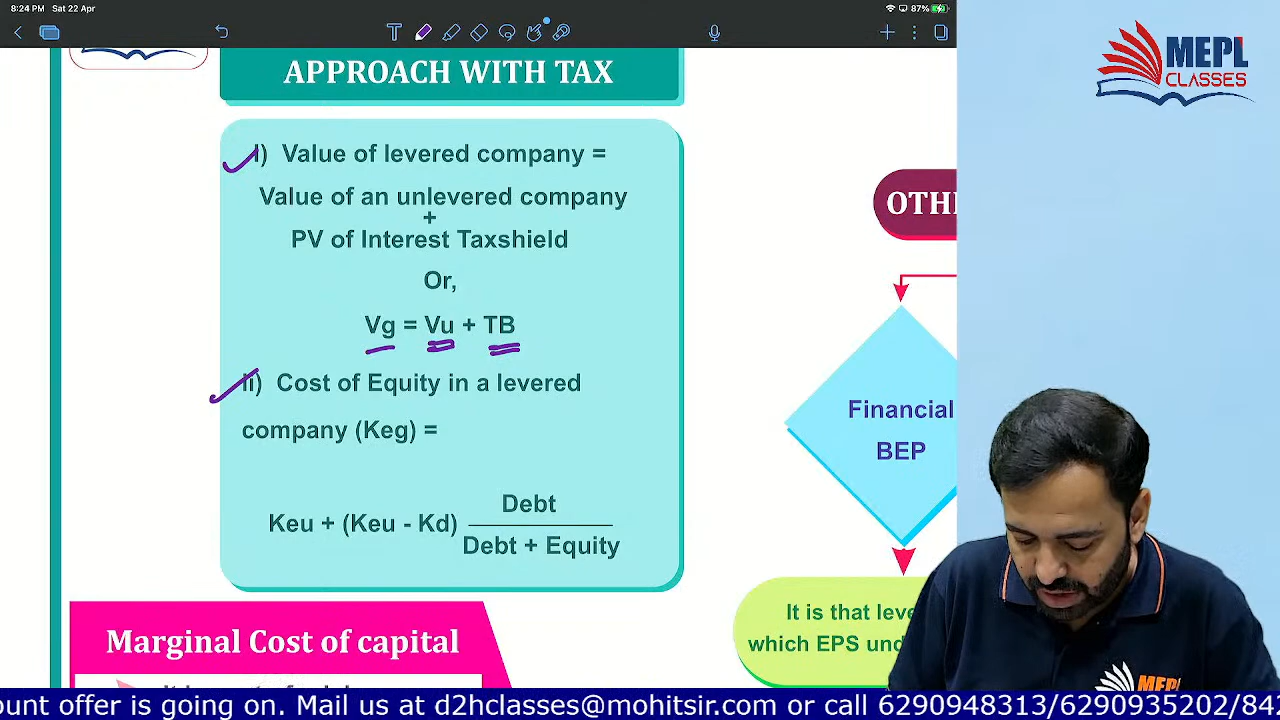 8:24 PM Sat 22 Apr
87%
MEPL
CLASSES
APPROACH WITH TAX
I) Value of levered company =
Value of an unlevered company
+
PV of Interest Taxshield
Or,
Vg = Vu + TB
ii) Cost of Equity in a levered
company (Keg) =
Keu + (Keu - Kd) Debt
Debt + Equity
Marginal Cost of capital
OTH
Financial
BEP
It is that leve
which EPS und
MEPL
ount offer is going on. Mail us at d2hclasses@mohitsir.com or call 6290948313/6290935202/842